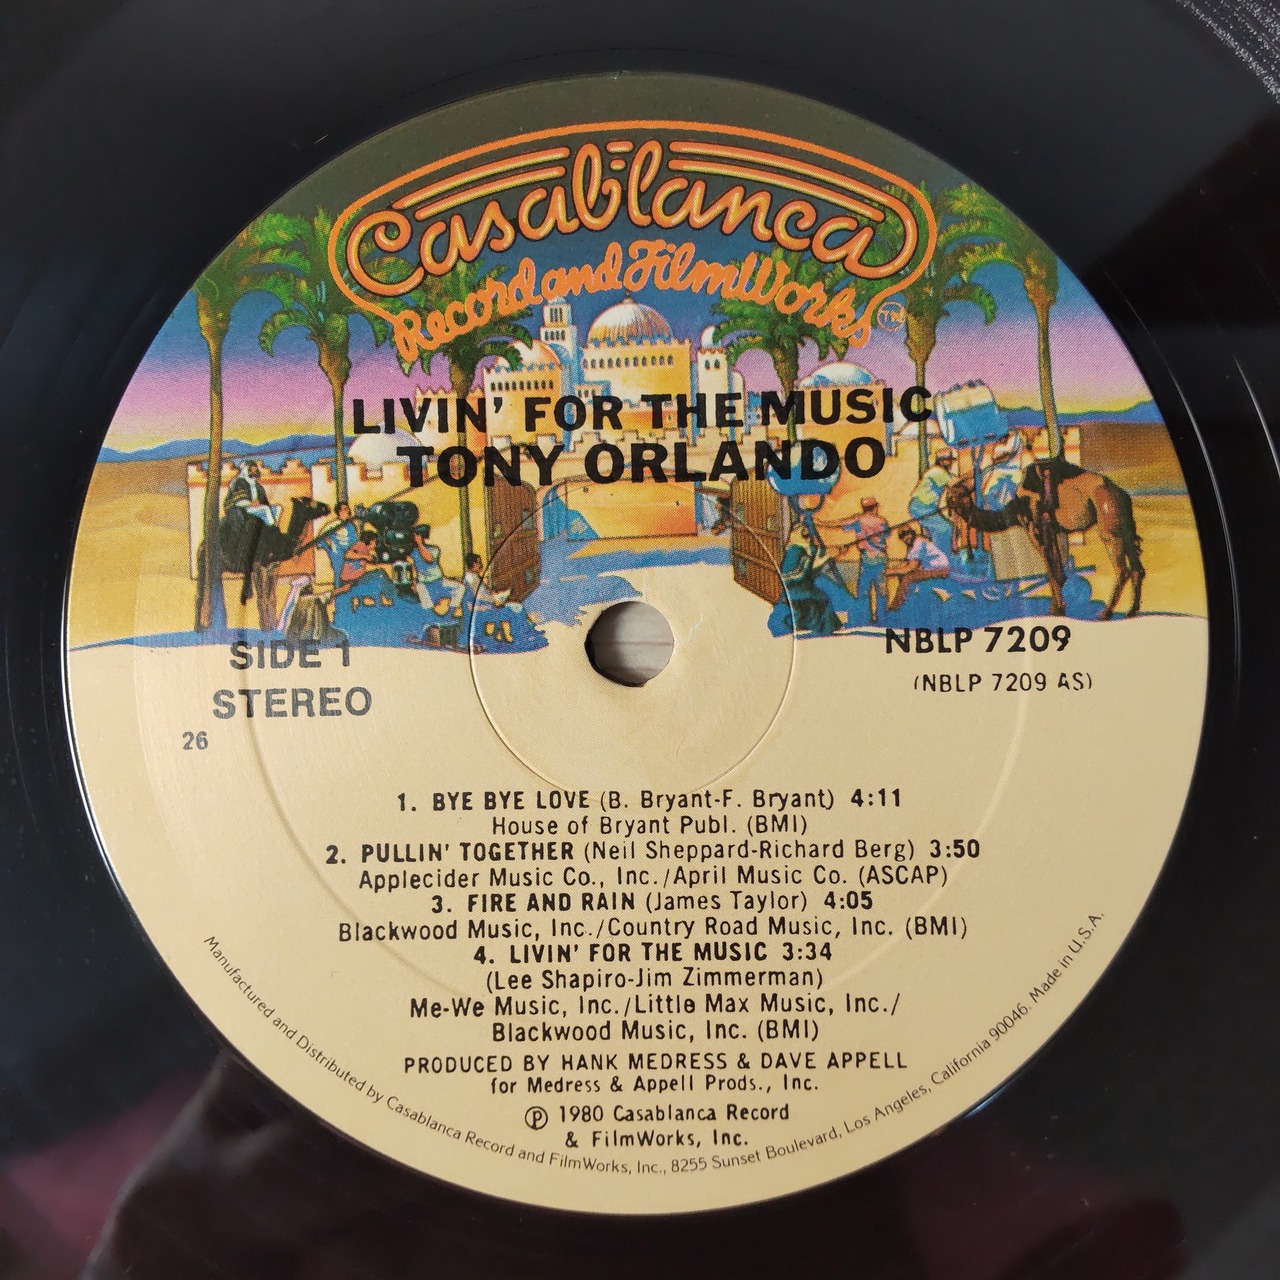 Casablanca
Record and FilmWorks TM
LIVIN' FOR THE MUSIC
TONY ORLANDO
SIDE 1
STEREO
26
NBLP 7209
(NBLP 7209 AS)
1. BYE BYE LOVE (B. Bryant-F. Bryant) 4:11
House of Bryant Publ. (BMI)
2. PULLIN' TOGETHER (Neil Sheppard-Richard Berg) 3:50
Applecider Music Co., Inc./April Music Co. (ASCAP)
3. FIRE AND RAIN (James Taylor) 4:05
Blackwood Music, Inc./Country Road Music, Inc. (BMI)
4. LIVIN' FOR THE MUSIC 3:34
(Lee Shapiro-Jim Zimmerman)
Me-We Music, Inc./Little Max Music, Inc./
Blackwood Music, Inc. (BMI)
PRODUCED BY HANK MEDRESS & DAVE APPELL
for Medress & Appell Prods., Inc.
℗ 1980 Casablanca Record
& FilmWorks, Inc.
Manufactured and Distributed by Casablanca Record and FilmWorks, Inc., 8255 Sunset Boulevard, Los Angeles, California 90046. Made in U.S.A.